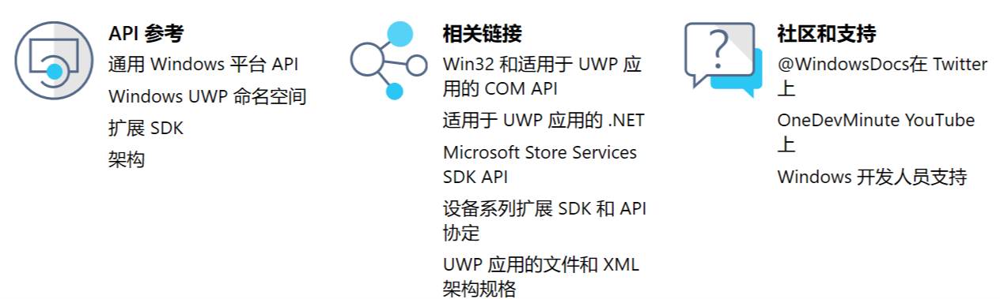 API 参考
通用 Windows 平台 API
Windows UWP 命名空间
扩展 SDK
架构
相关链接
Win32 和适用于 UWP 应
用的 COM API
适用于 UWP 应用的 .NET
Microsoft Store Services
SDK API
设备系列扩展 SDK 和 API
协定
UWP 应用的文件和 XML
架构规格
?
社区和支持
@WindowsDocs在 Twitter
上
OneDevMinute YouTube
上
Windows 开发人员支持